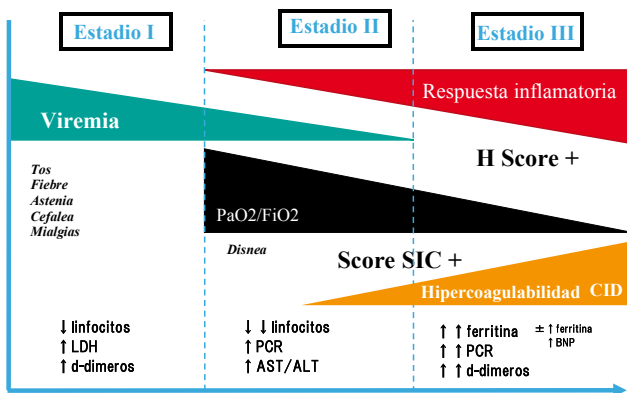 Estadio I
Estadio II
Estadio III
Respuesta inflamatoria
Viremia
H Score +
Tos
Fiebre
Astenia
Cefalea
Mialgias
PaO2/FiO2
Disnea
Score SIC +
Hipercoagulabilidad CID
↓ linfocitos
↑ LDH
↑ d-dimeros
↓ ↓ linfocitos
↑ PCR
↑ AST/ALT
↑ ↑ ferritina
↑ ↑ PCR
↑ ↑ d-dimeros
± ↑ ferritina
↑ BNP